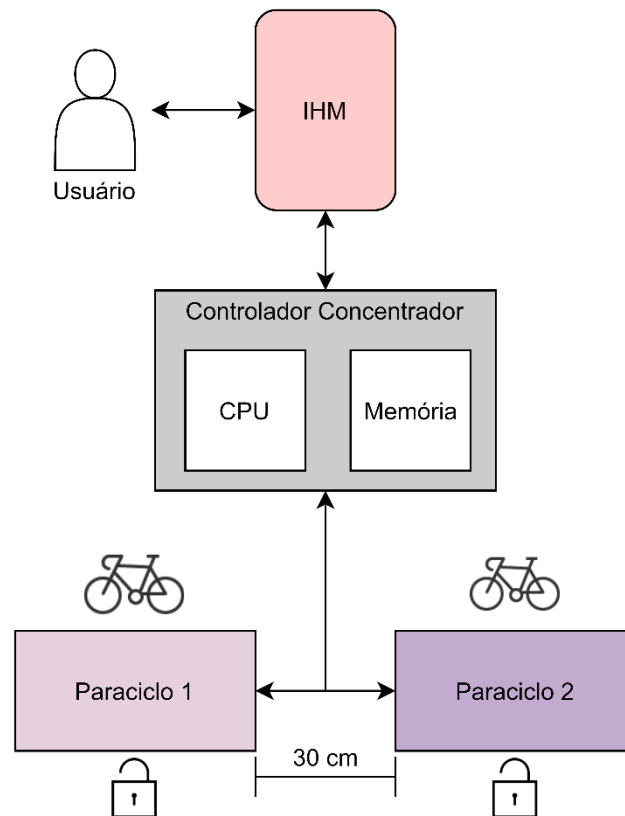 IHM
Usuário
Controlador Concentrador
CPU
Memória
Paraciclo 1
Paraciclo 2
30 cm